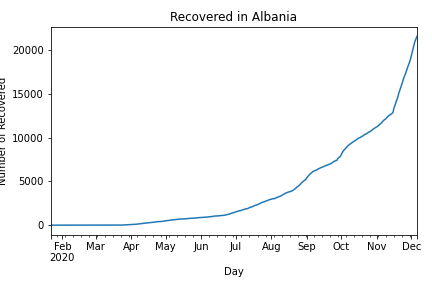 Recovered in Albania
Number of Recovered
20000
15000
10000
5000
0
Feb Mar Apr May Jun Jul Aug Sep Oct Nov Dec
2020
Day